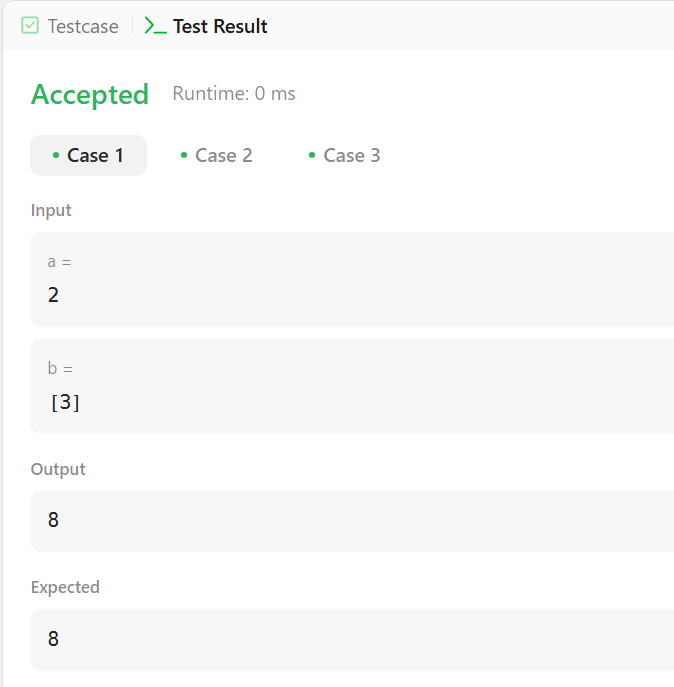 Testcase Test Result
Accepted Runtime: 0 ms
Case 1 Case 2 Case 3
Input
a =
2
b =
[3]
Output
8
Expected
8